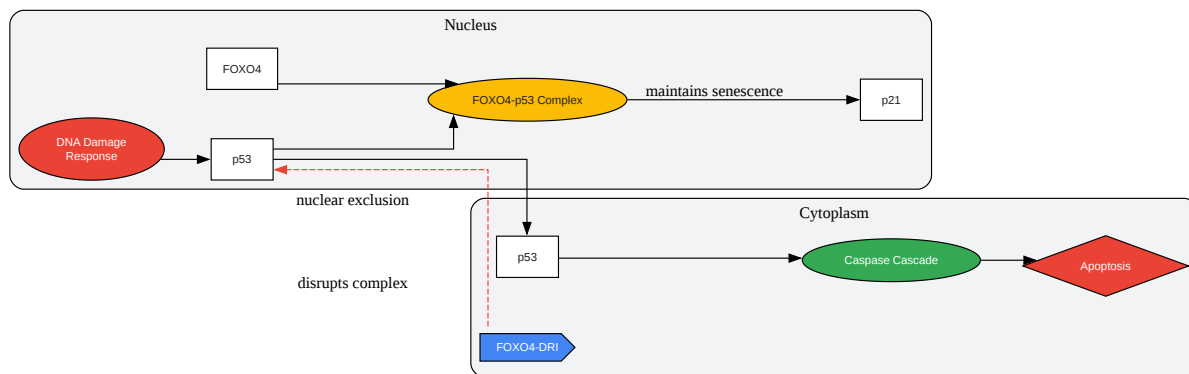 Nucleus
FOXO4
FOXO4-p53 Complex
maintains senescence
p21
DNA Damage
Response
p53
nuclear exclusion
Cytoplasm
p53
Caspase Cascade
Apoptosis
disrupts complex
FOXO4-DRI